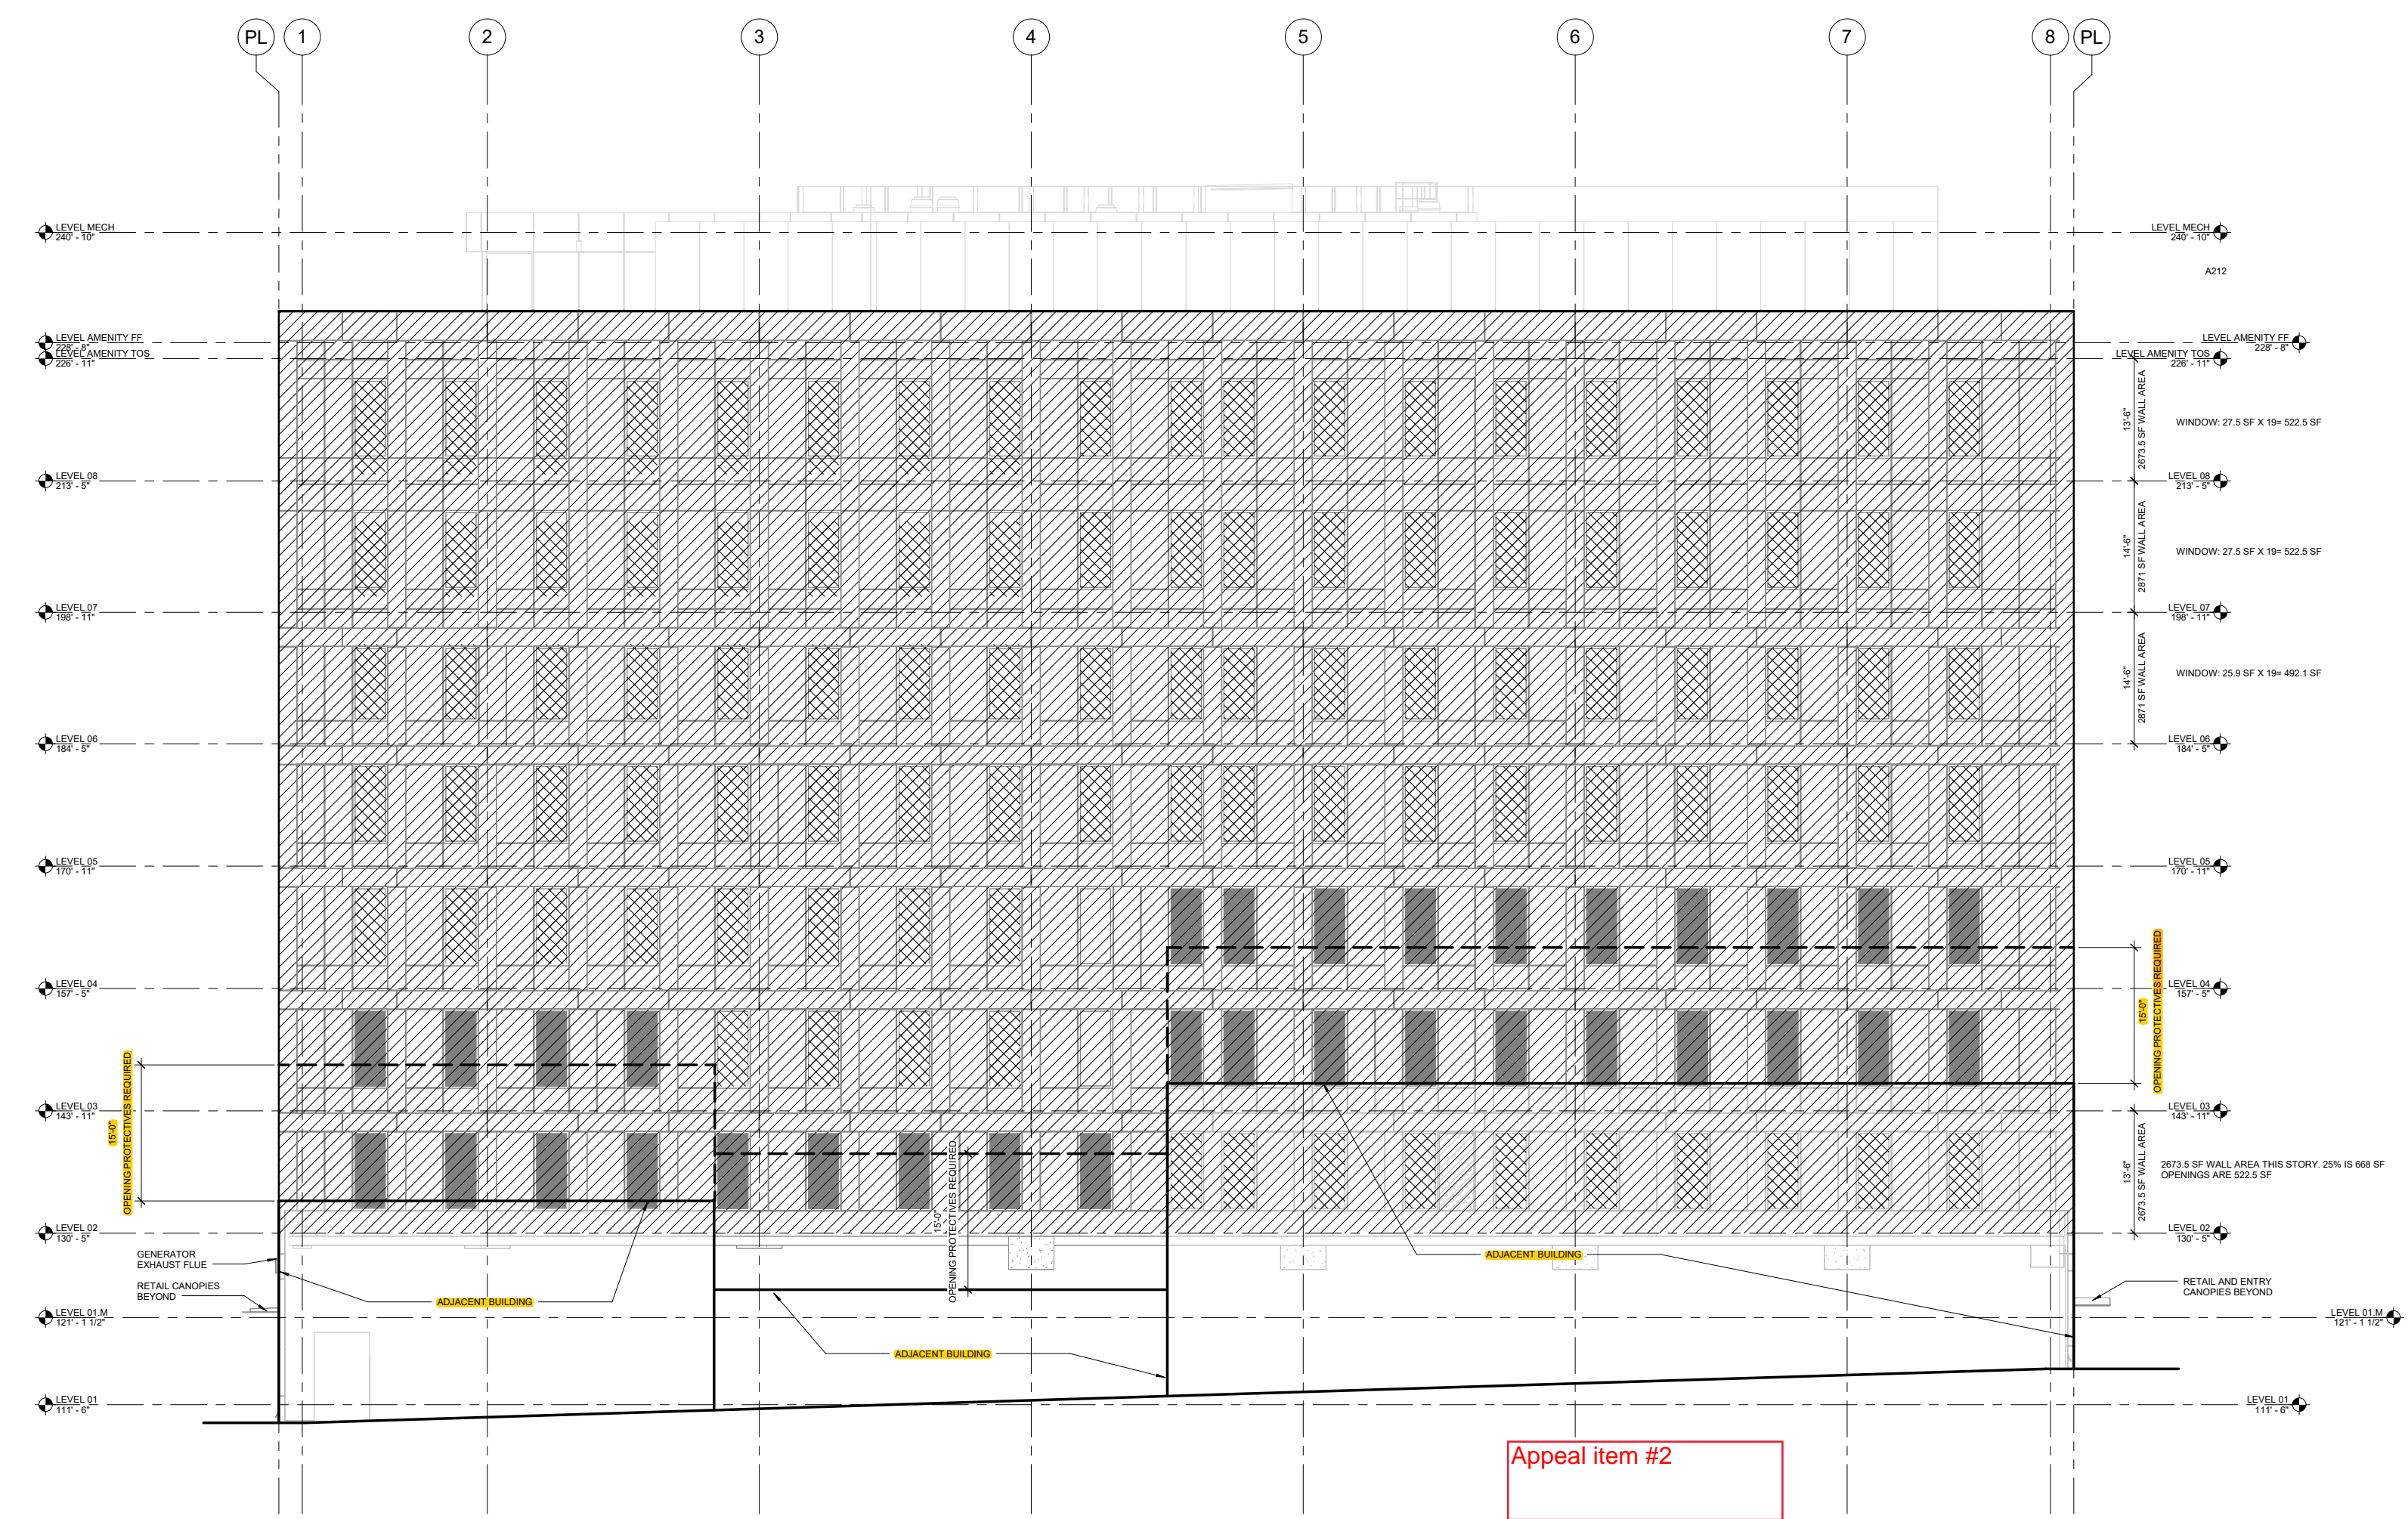 PL
1
2
3
4
5
6
7
8
PL
LEVEL MECH
240' - 10"
LEVEL MECH
240' - 10"
A212
LEVEL AMENITY FF
228' - 8"
LEVEL AMENITY TOS
226' - 11"
LEVEL AMENITY FF
228' - 8"
LEVEL AMENITY TOS
226' - 11"
13'-6"
2673.5 SF WALL AREA
WINDOW: 27.5 SF X 19= 522.5 SF
LEVEL 08
213' - 5"
LEVEL 08
213' - 5"
14'-6"
2871 SF WALL AREA
WINDOW: 27.5 SF X 19= 522.5 SF
LEVEL 07
198' - 11"
LEVEL 07
198' - 11"
14'-6"
2871 SF WALL AREA
WINDOW: 25.9 SF X 19= 492.1 SF
LEVEL 06
184' - 5"
LEVEL 06
184' - 5"
LEVEL 05
170' - 11"
LEVEL 05
170' - 11"
LEVEL 04
157' - 5"
LEVEL 04
157' - 5"
15'-0"
OPENING PROTECTIVES REQUIRED
15'-0"
OPENING PROTECTIVES REQUIRED
LEVEL 03
143' - 11"
LEVEL 03
143' - 11"
15'-0"
OPENING PROTECTIVES REQUIRED
13'-6"
2673.5 SF WALL AREA
2673.5 SF WALL AREA THIS STORY. 25% IS 668 SF
OPENINGS ARE 522.5 SF
LEVEL 02
130' - 5"
LEVEL 02
130' - 5"
GENERATOR
EXHAUST FLUE
RETAIL CANOPIES
BEYOND
ADJACENT BUILDING
ADJACENT BUILDING
ADJACENT BUILDING
RETAIL AND ENTRY
CANOPIES BEYOND
LEVEL 01.M
121' - 1 1/2"
LEVEL 01.M
121' - 1 1/2"
LEVEL 01
111' - 6"
LEVEL 01
111' - 6"
Appeal item #2